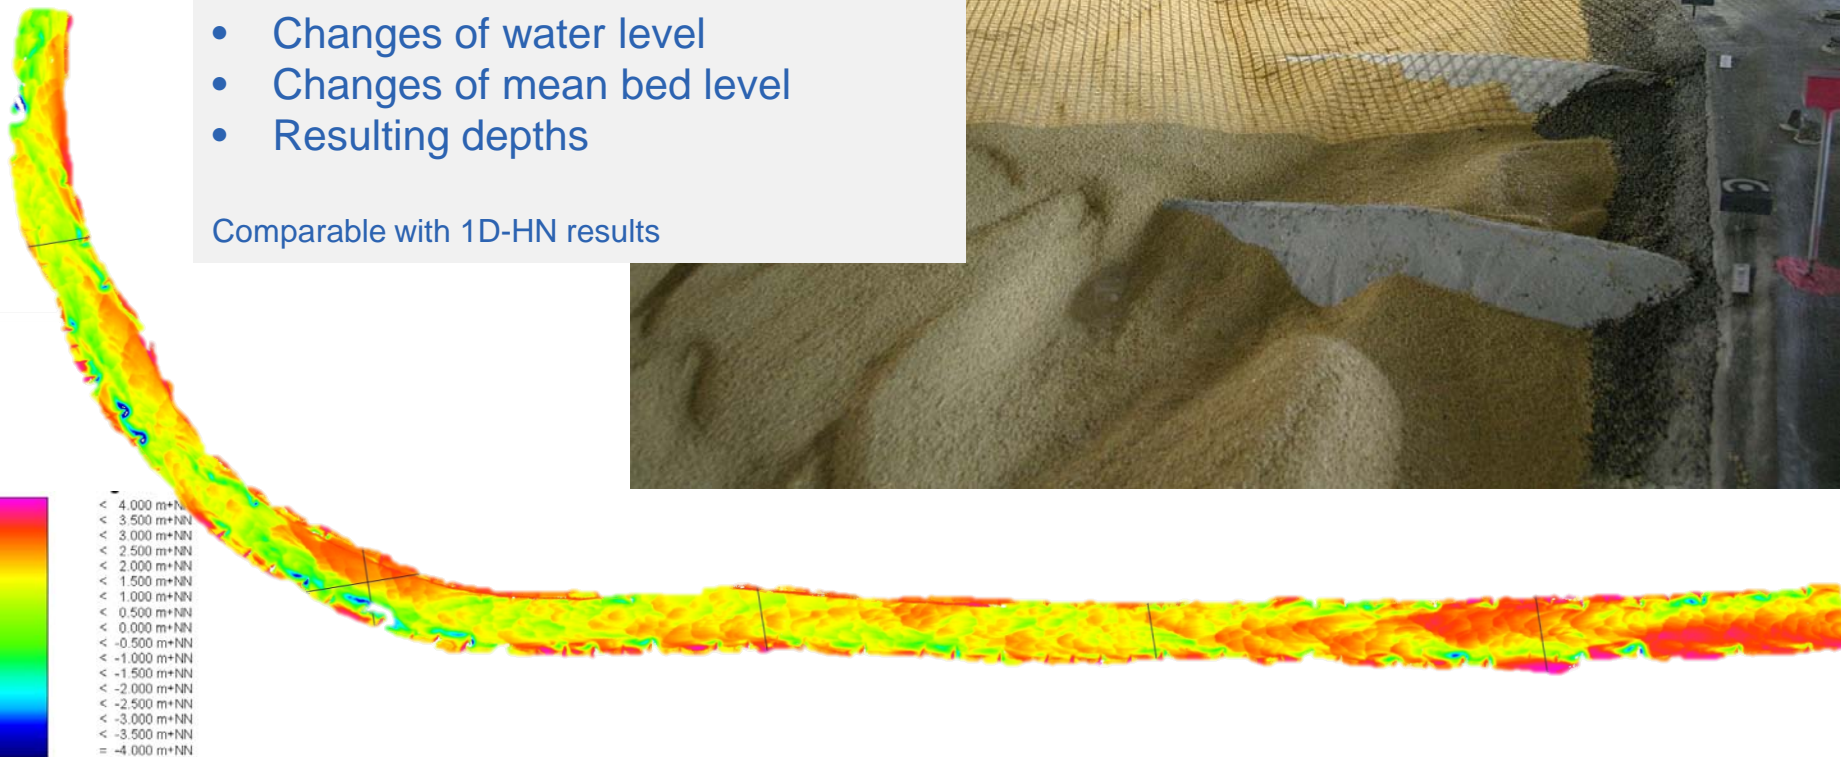 • Changes of water level
• Changes of mean bed level
• Resulting depths
Comparable with 1D-HN results
< 4.000 m+NN
< 3.500 m+NN
< 3.000 m+NN
< 2.500 m+NN
< 2.000 m+NN
< 1.500 m+NN
< 1.000 m+NN
< 0.500 m+NN
< 0.000 m+NN
< -0.500 m+NN
< -1.000 m+NN
< -1.500 m+NN
< -2.000 m+NN
< -2.500 m+NN
< -3.000 m+NN
< -3.500 m+NN
= -4.000 m+NN